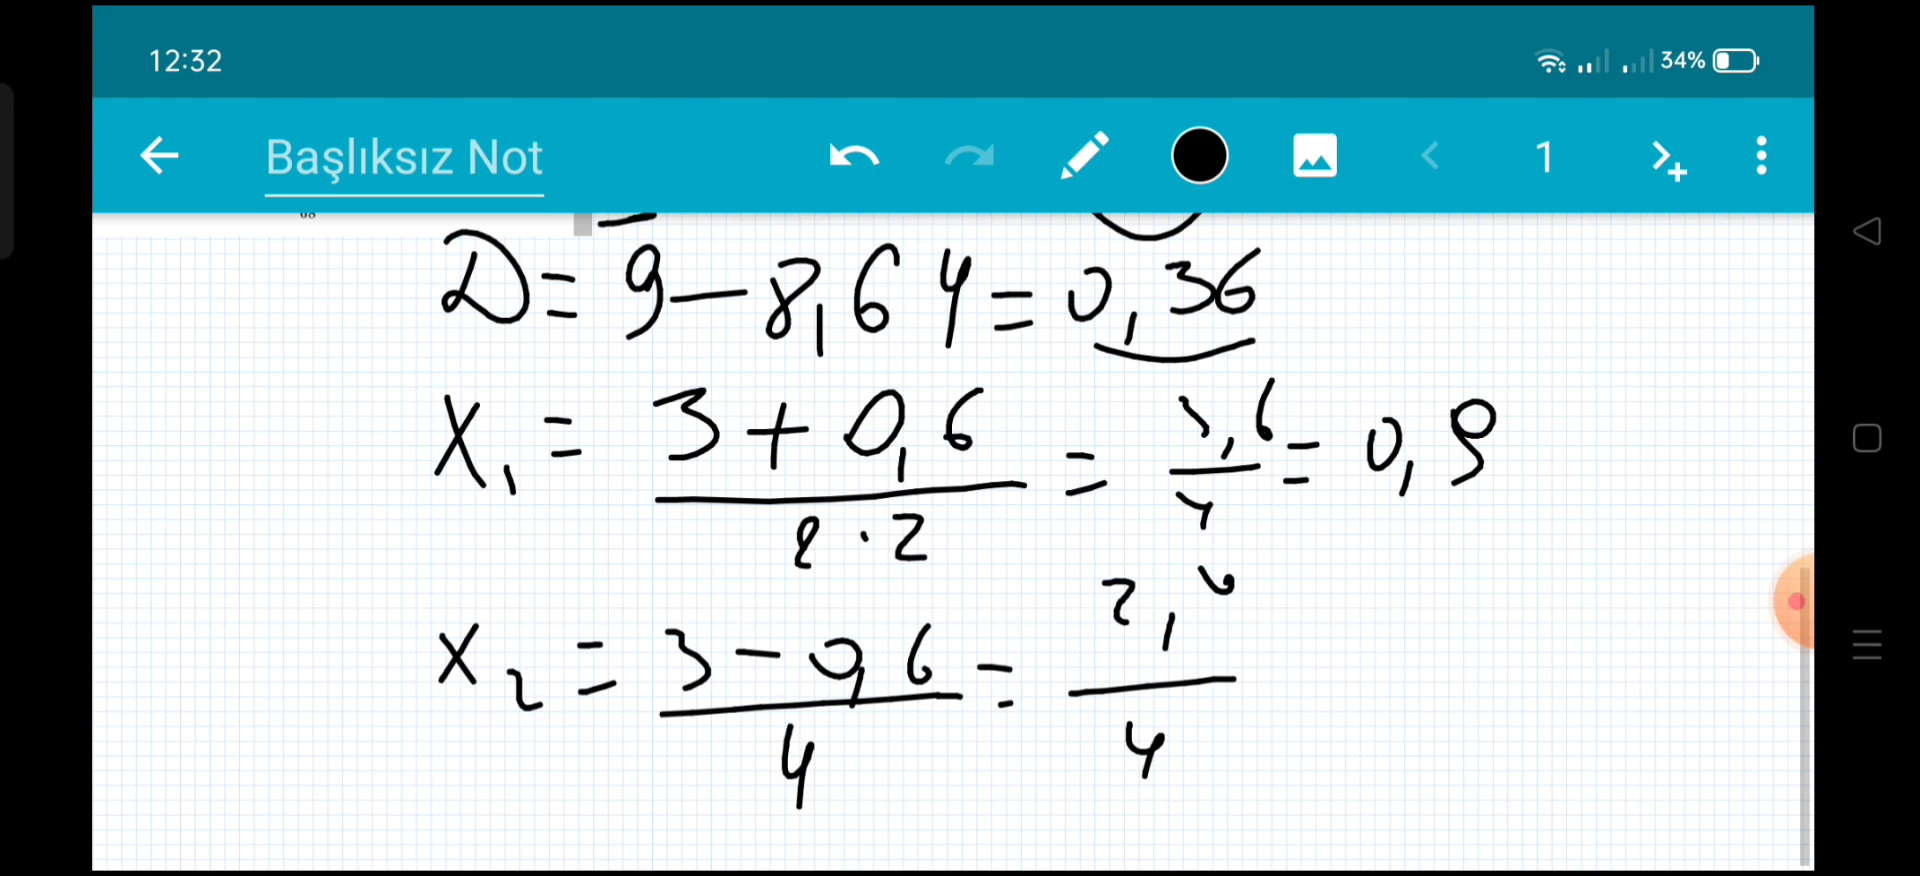 12:32 34%
Başlıksız Not 1
D = 9 - 8,64 = 0,36
x₁ = (3 + 0,6)/(2 · 2) = 3,6/4 = 0,9
x₂ = (3 - 0,6)/4 = 2,4/4